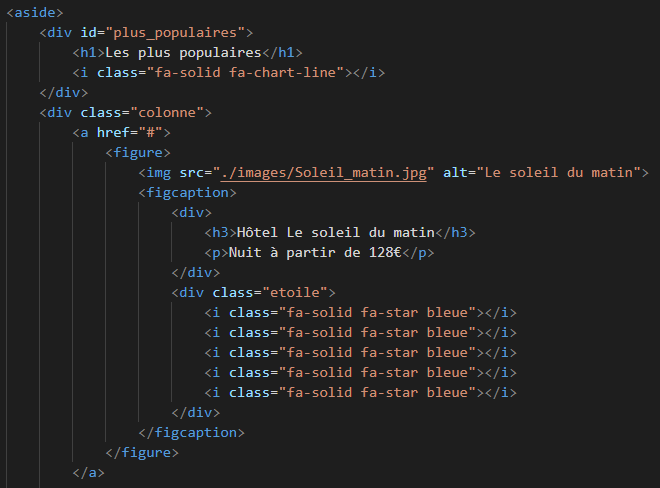 <aside>
    <div id="plus_populaires">
        <h1>Les plus populaires</h1>
        <i class="fa-solid fa-chart-line"></i>
    </div>
    <div class="colonne">
        <a href="#">
            <figure>
                <img src="./images/Soleil_matin.jpg" alt="Le soleil du matin">
                <figcaption>
                    <div>
                        <h3>Hôtel Le soleil du matin</h3>
                        <p>Nuit à partir de 128€</p>
                    </div>
                    <div class="etoile">
                        <i class="fa-solid fa-star bleue"></i>
                        <i class="fa-solid fa-star bleue"></i>
                        <i class="fa-solid fa-star bleue"></i>
                        <i class="fa-solid fa-star bleue"></i>
                        <i class="fa-solid fa-star bleue"></i>
                    </div>
                </figcaption>
            </figure>
        </a>